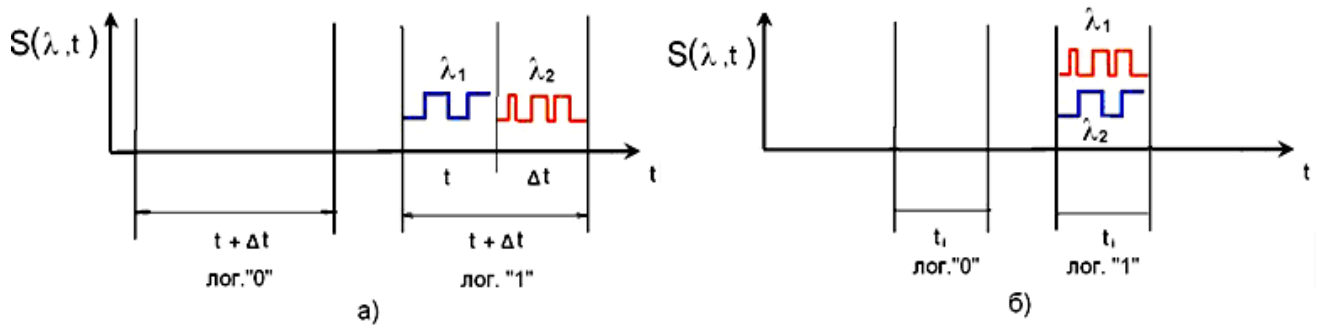 S(λ,t)
λ₁
λ₂
t
Δt
t
t + Δt
t + Δt
лог."0"
лог. "1"
а)
S(λ,t)
λ₁
λ₂
t
tᵢ
tᵢ
лог."0"
лог. "1"
б)